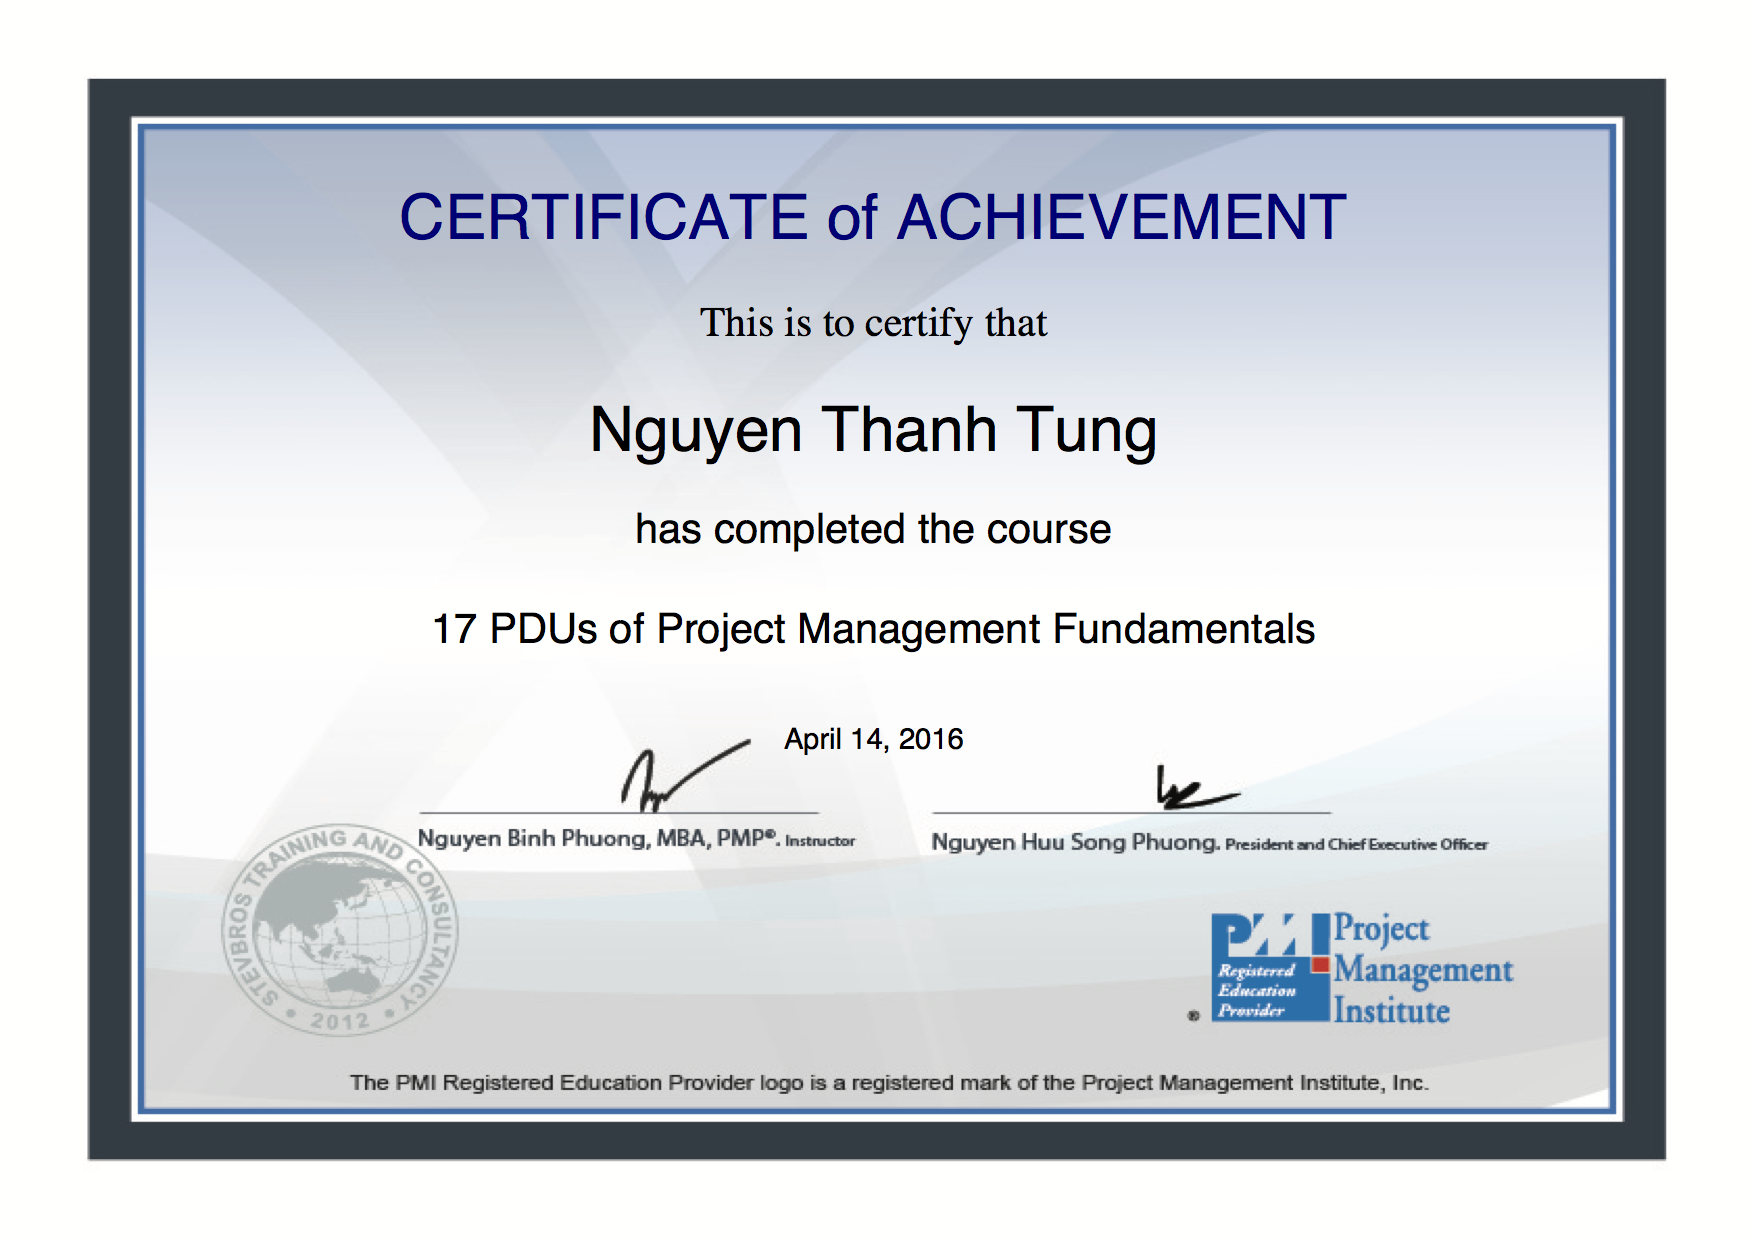 CERTIFICATE of ACHIEVEMENT
This is to certify that
Nguyen Thanh Tung
has completed the course
17 PDUs of Project Management Fundamentals
April 14, 2016
Nguyen Binh Phuong, MBA, PMP®. Instructor
Nguyen Huu Song Phuong. President and Chief Executive Officer
STEVBROS TRAINING AND CONSULTANCY
• 2012 •
PMI
Registered
Education
Provider
®
Project
Management
Institute
The PMI Registered Education Provider logo is a registered mark of the Project Management Institute, Inc.